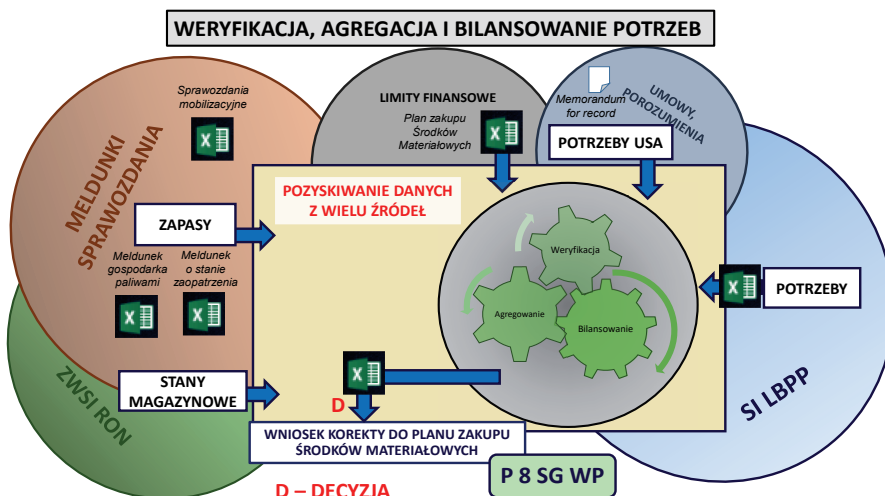 WERYFIKACJA, AGREGACJA I BILANSOWANIE POTRZEB
Sprawozdania
mobilizacyjne
MELDUNKI
SPRAWOZDANIA
LIMITY FINANSOWE
Plan zakupu
Środków
Materiałowych
Memorandum
for record
UMOWY,
POROZUMIENIA
POTRZEBY USA
POZYSKIWANIE DANYCH
Z WIELU ŹRÓDEŁ
ZAPASY
Meldunek
gospodarka
paliwami
Meldunek
o stanie
zaopatrzenia
Weryfikacja
Agregowanie
Bilansowanie
POTRZEBY
SI LBPP
ZWSI RON
STANY
MAGAZYNOWE
D
WNIOSEK KOREKTY DO PLANU ZAKUPU
ŚRODKÓW MATERIAŁOWYCH
P 8 SG WP
D – DECYZJA